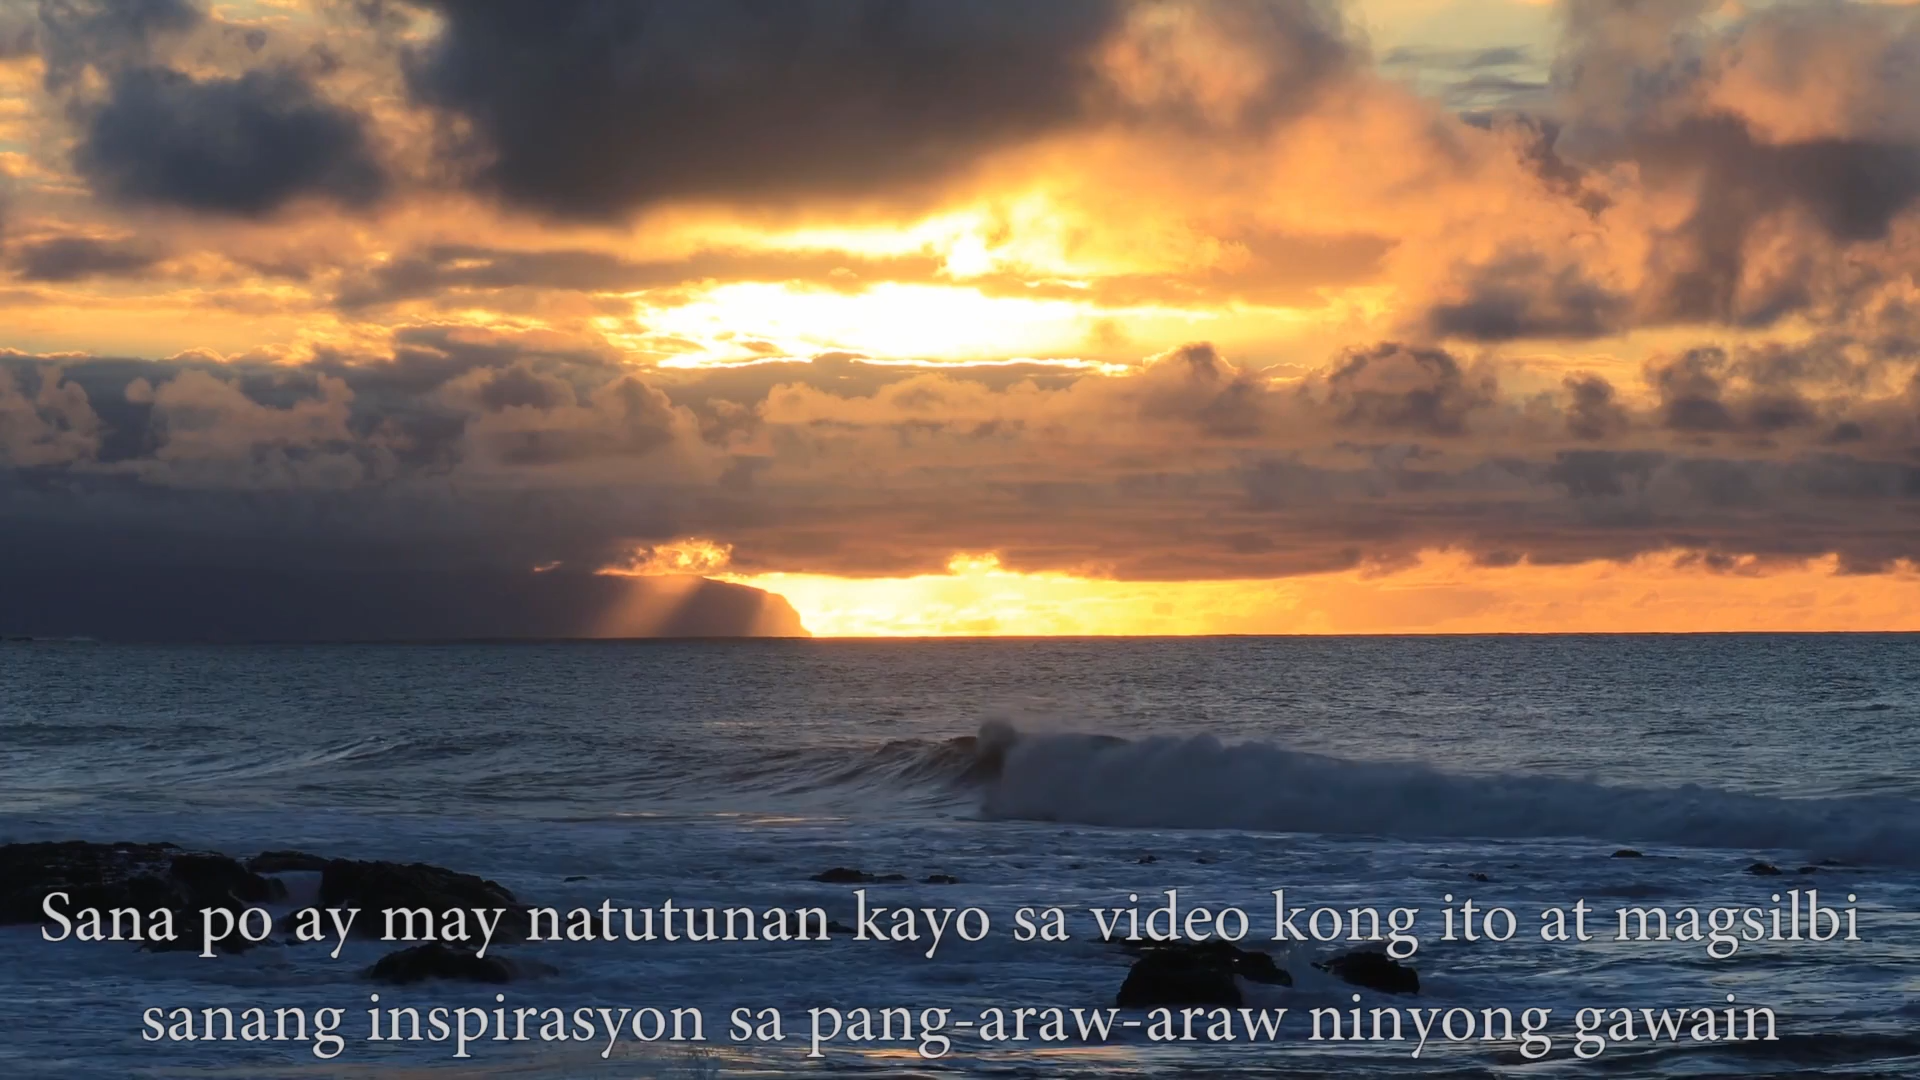 Sana po ay may natutunan kayo sa video kong ito at magsilbi
sanang inspirasyon sa pang-araw-araw ninyong gawain